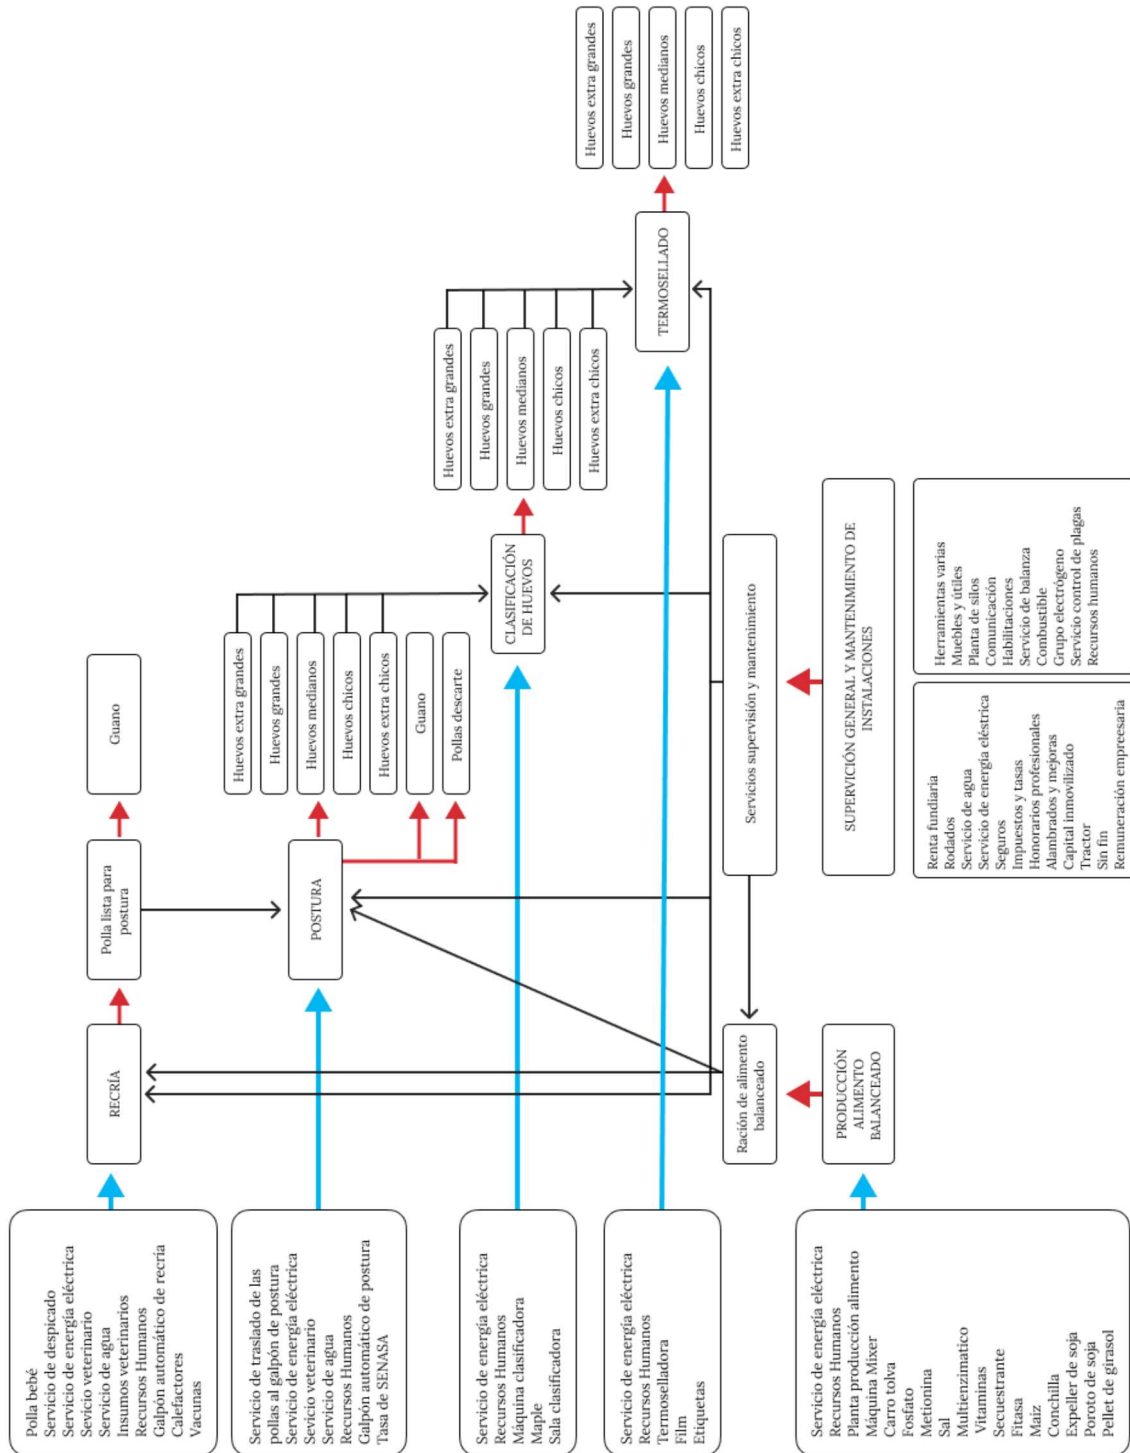 Polla bébé
Servicio de despicado
Servicio de energía eléctrica
Sevicio veterinario
Servicio de agua
Insumos veterinarios
Recursos Humanos
Galpón automático de recría
Calefactores
Vacunas
RECRÍA
Polla lista para
postura
Guano
Servicio de traslado de las
pollas al galpón de postura
Servicio de energía eléctrica
Sevicio veterinario
Servicio de agua
Recursos Humanos
Galpón automático de postura
Tasa de SENASA
POSTURA
Huevos extra grandes
Huevos grandes
Huevos medianos
Huevos chicos
Huevos extra chicos
Guano
Pollas descarte
Servicio de energía eléctrica
Recursos Humanos
Máquina clasificadora
Maple
Sala clasificadora
CLASIFICACIÓN
DE HUEVOS
Huevos extra grandes
Huevos grandes
Huevos medianos
Huevos chicos
Huevos extra chicos
Servicio de energía eléctrica
Recursos Humanos
Termoselladora
Film
Etiquetas
TERMOSELLADO
Huevos extra grandes
Huevos grandes
Huevos medianos
Huevos chicos
Huevos extra chicos
Ración de alimento
balanceado
Servicios supervisión y mantenimiento
Servicio de energía eléctrica
Recursos Humanos
Planta producción alimento
Máquina Mixer
Carro tolva
Fosfato
Metionina
Sal
Multienzimatico
Vitaminas
Secuestrante
Fitasa
Maiz
Conchilla
Expeller de soja
Poroto de soja
Pellet de girasol
PRODUCCIÓN
ALIMENTO
BALANCEADO
SUPERVICIÓN GENERAL Y MANTENIMIENTO DE
INSTALACIONES
Renta fundiaria
Rodados
Servicio de agua
Servicio de energía eléstrica
Seguros
Impuestos y tasas
Honorarios profesionales
Alambrados y mejoras
Capital inmovilizado
Tractor
Sin fin
Remuneración empreesaria
Herramientas varias
Muebles y útiles
Planta de silos
Comunicación
Habilitaciones
Servicio de balanza
Combustible
Grupo electrógeno
Servicio control de plagas
Recursos humanos